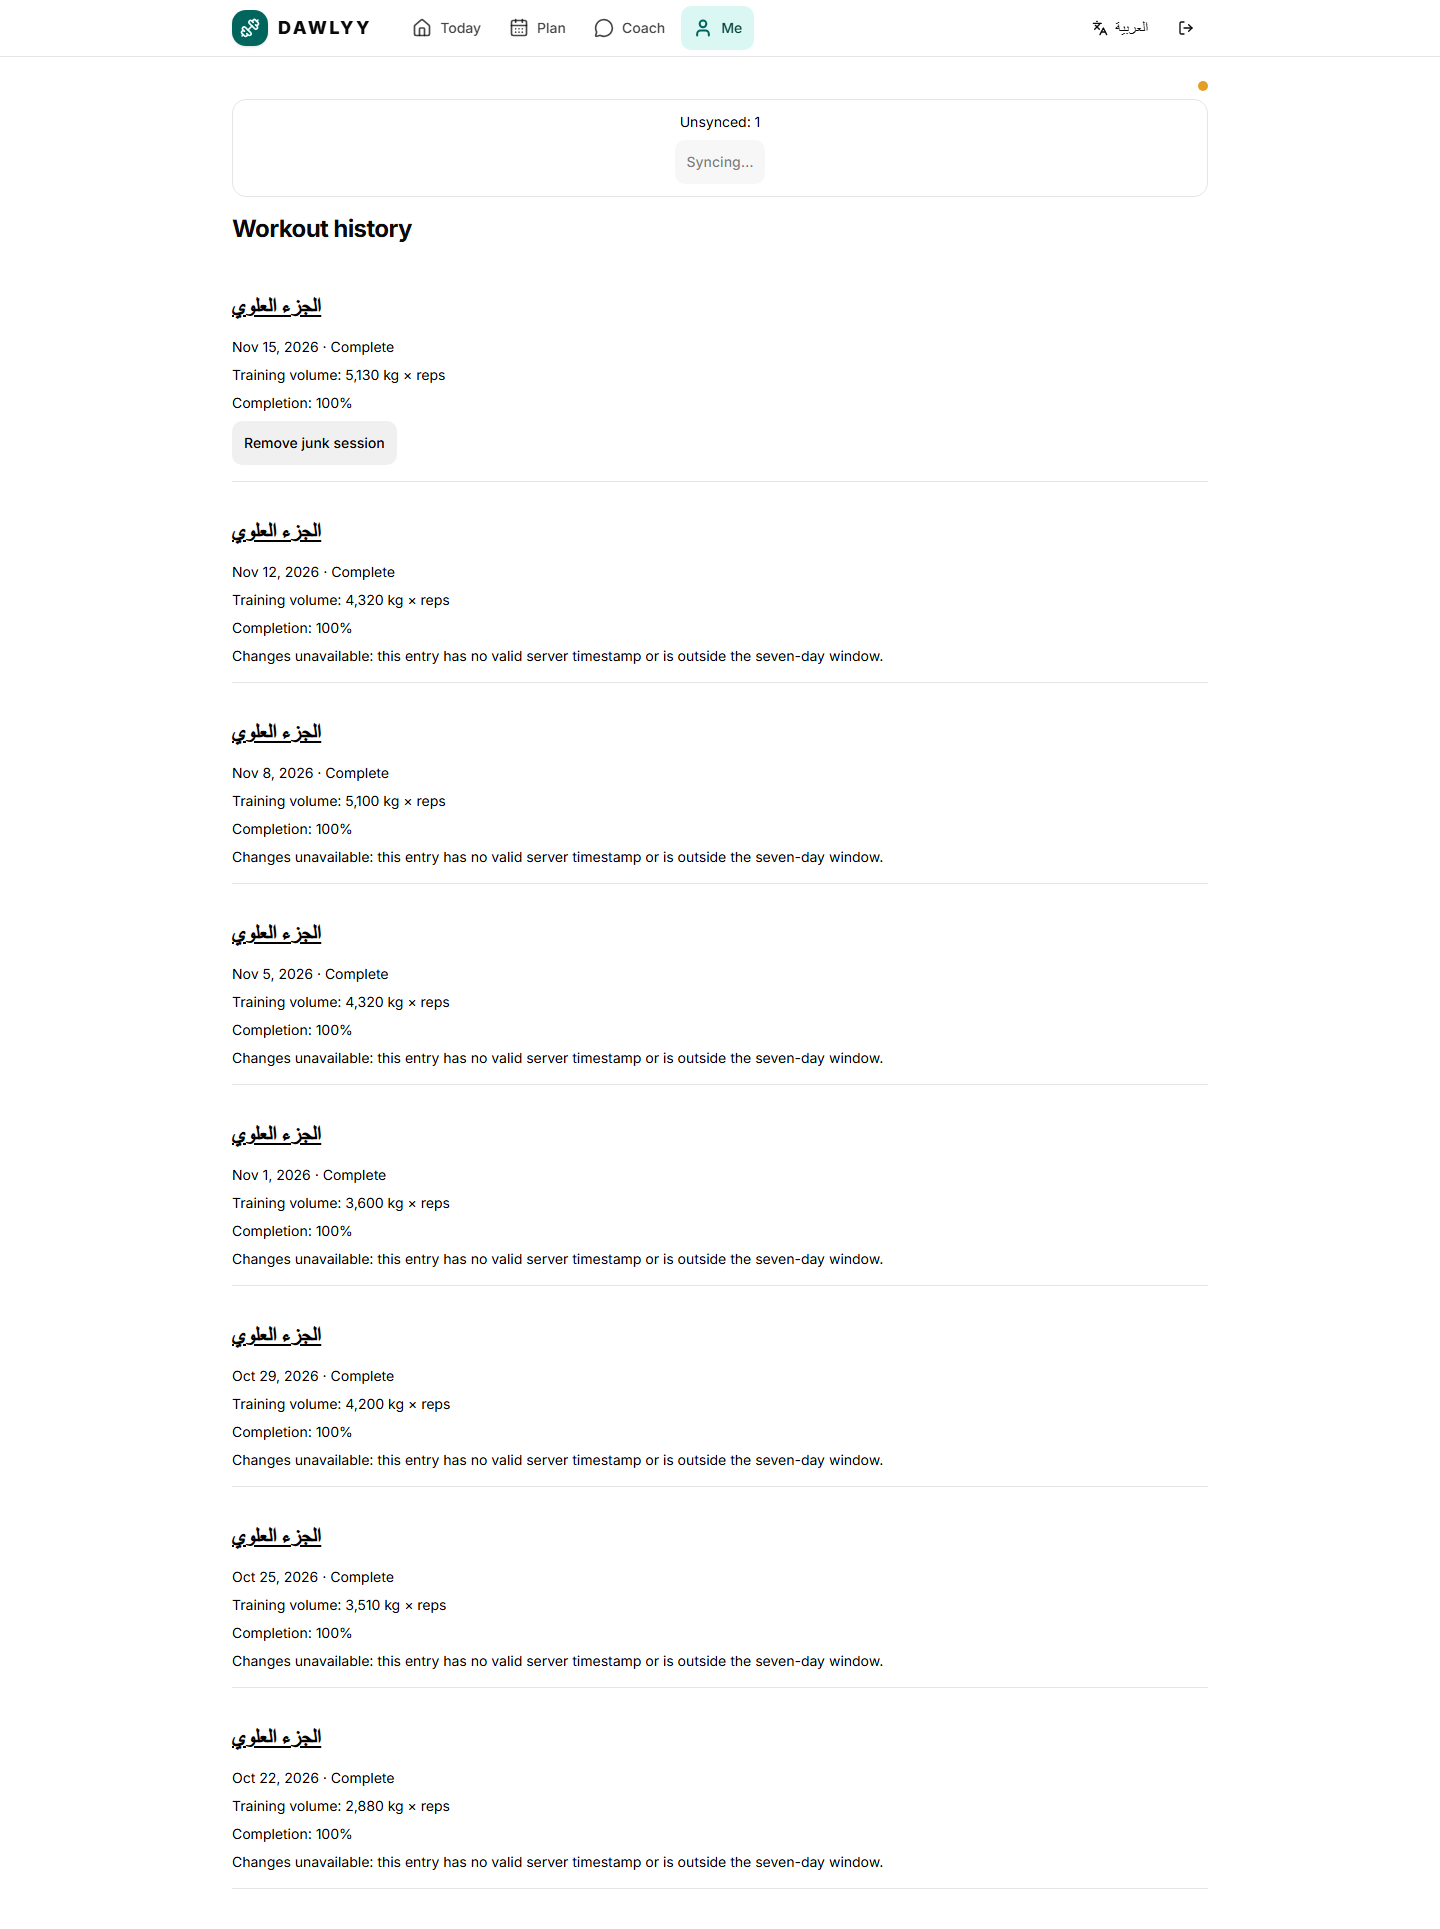 DAWLYY
Today
Plan
Coach
Me
العربية
Unsynced: 1
Syncing...
Workout history
الجزء العلوي
Nov 15, 2026 · Complete
Training volume: 5,130 kg × reps
Completion: 100%
Remove junk session
الجزء العلوي
Nov 12, 2026 · Complete
Training volume: 4,320 kg × reps
Completion: 100%
Changes unavailable: this entry has no valid server timestamp or is outside the seven-day window.
الجزء العلوي
Nov 8, 2026 · Complete
Training volume: 5,100 kg × reps
Completion: 100%
Changes unavailable: this entry has no valid server timestamp or is outside the seven-day window.
الجزء العلوي
Nov 5, 2026 · Complete
Training volume: 4,320 kg × reps
Completion: 100%
Changes unavailable: this entry has no valid server timestamp or is outside the seven-day window.
الجزء العلوي
Nov 1, 2026 · Complete
Training volume: 3,600 kg × reps
Completion: 100%
Changes unavailable: this entry has no valid server timestamp or is outside the seven-day window.
الجزء العلوي
Oct 29, 2026 · Complete
Training volume: 4,200 kg × reps
Completion: 100%
Changes unavailable: this entry has no valid server timestamp or is outside the seven-day window.
الجزء العلوي
Oct 25, 2026 · Complete
Training volume: 3,510 kg × reps
Completion: 100%
Changes unavailable: this entry has no valid server timestamp or is outside the seven-day window.
الجزء العلوي
Oct 22, 2026 · Complete
Training volume: 2,880 kg × reps
Completion: 100%
Changes unavailable: this entry has no valid server timestamp or is outside the seven-day window.